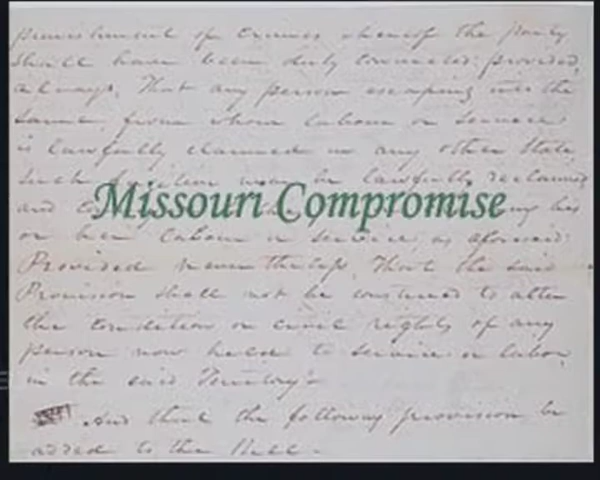 punishment of crimes whereof the party
shall have been duly convicted: provided
always, That any person escaping into the
same, from whom labour or service
is lawfully claimed in any other State
such fugitive may be lawfully reclaimed
and
Missouri Compromise
his
or her labour or service, as aforesaid:
Provided nevertheless, That the said
Provision shall not be construed to alter
the condition or civil rights of any
person now held to service or labor
in the said Territory
And that the following provision be
added to the Bill